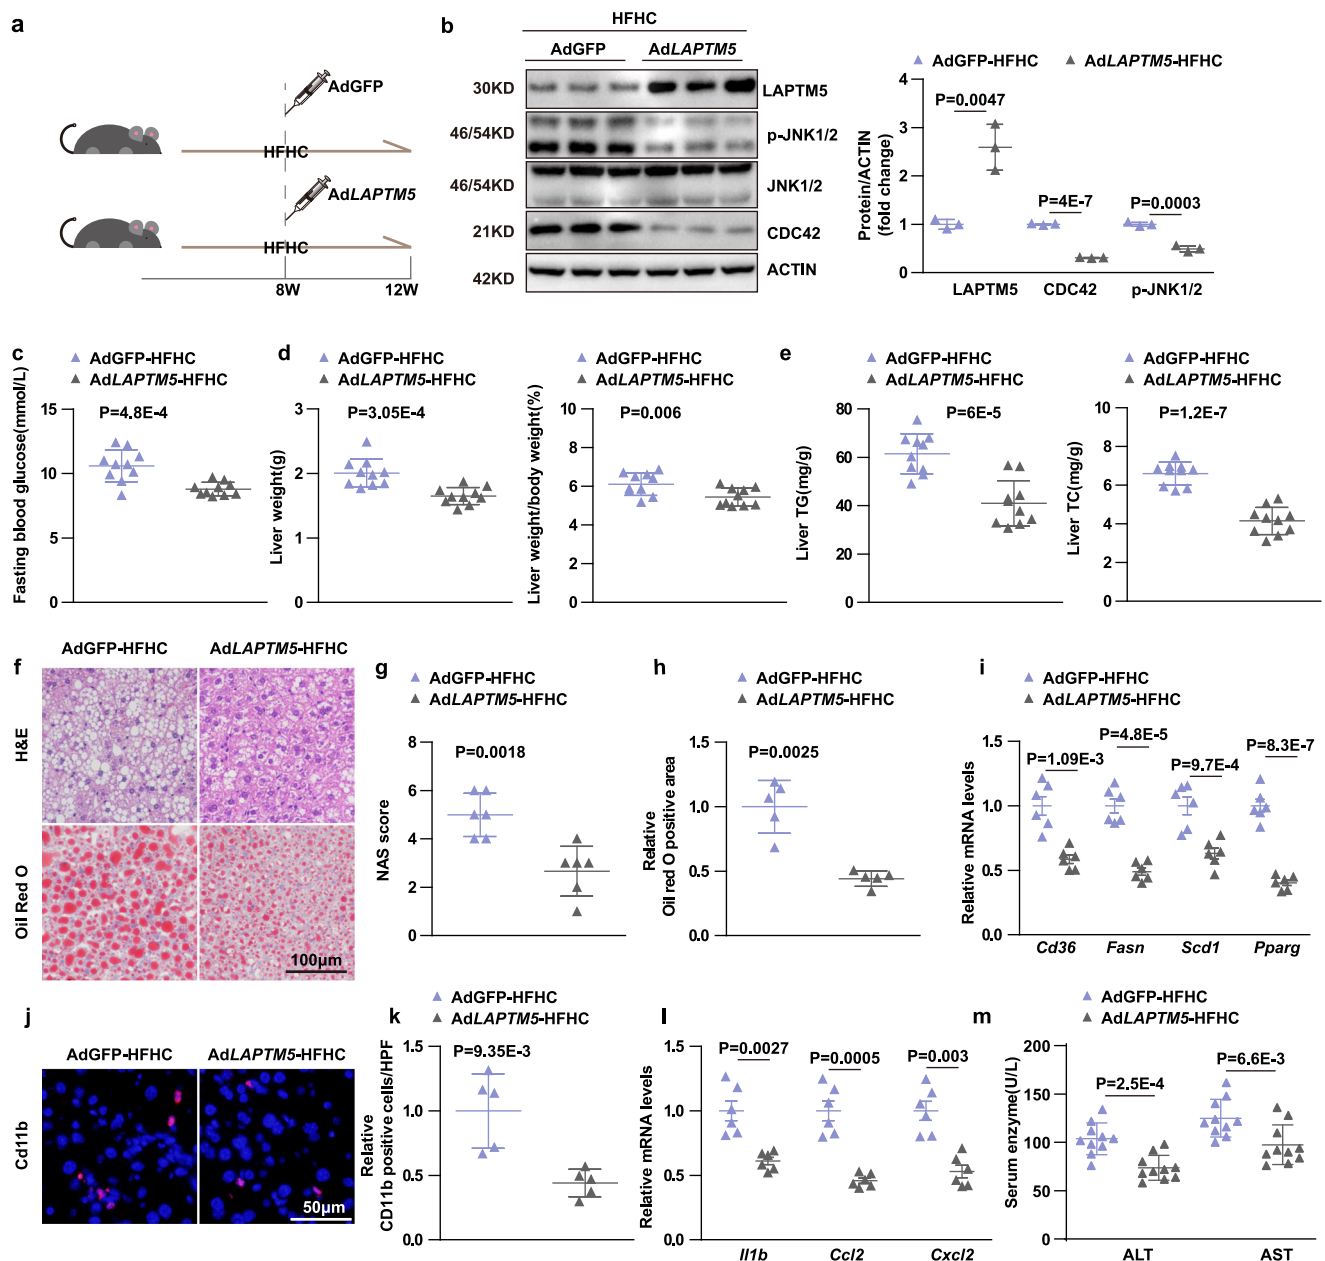 a
AdGFP
HFHC
AdLAPTM5
HFHC
8W
12W
b
HFHC
AdGFP
AdLAPTM5
30KD
LAPTM5
46/54KD
p-JNK1/2
46/54KD
JNK1/2
21KD
CDC42
42KD
ACTIN
AdGFP-HFHC
AdLAPTM5-HFHC
Protein/ACTIN
(fold change)
4
3
2
1
0
P=0.0047
P=4E-7
P=0.0003
LAPTM5
CDC42
p-JNK1/2
c
AdGFP-HFHC
AdLAPTM5-HFHC
Fasting blood glucose(mmol/L)
15
10
5
0
P=4.8E-4
d
AdGFP-HFHC
AdLAPTM5-HFHC
Liver weight(g)
3
2
1
0
P=3.05E-4
AdGFP-HFHC
AdLAPTM5-HFHC
Liver weight/body weight(%)
10
8
6
4
2
0
P=0.006
e
AdGFP-HFHC
AdLAPTM5-HFHC
Liver TG(mg/g)
80
60
40
20
0
P=6E-5
AdGFP-HFHC
AdLAPTM5-HFHC
Liver TC(mg/g)
10
8
6
4
2
0
P=1.2E-7
f
AdGFP-HFHC
AdLAPTM5-HFHC
H&E
Oil Red O
100µm
g
AdGFP-HFHC
AdLAPTM5-HFHC
NAS score
8
6
4
2
0
P=0.0018
h
AdGFP-HFHC
AdLAPTM5-HFHC
Relative
Oil red O positive area
1.5
1.0
0.5
0.0
P=0.0025
i
AdGFP-HFHC
AdLAPTM5-HFHC
Relative mRNA levels
1.5
1.0
0.5
0.0
P=1.09E-3
P=4.8E-5
P=9.7E-4
P=8.3E-7
Cd36
Fasn
Scd1
Pparg
j
AdGFP-HFHC
AdLAPTM5-HFHC
Cd11b
50µm
k
AdGFP-HFHC
AdLAPTM5-HFHC
Relative
CD11b positive cells/HPF
1.5
1.0
0.5
0.0
P=9.35E-3
l
Relative mRNA levels
1.5
1.0
0.5
0.0
P=0.0027
P=0.0005
P=0.003
Il1b
Ccl2
Cxcl2
m
AdGFP-HFHC
AdLAPTM5-HFHC
Serum enzyme(U/L)
200
150
100
50
0
P=2.5E-4
P=6.6E-3
ALT
AST